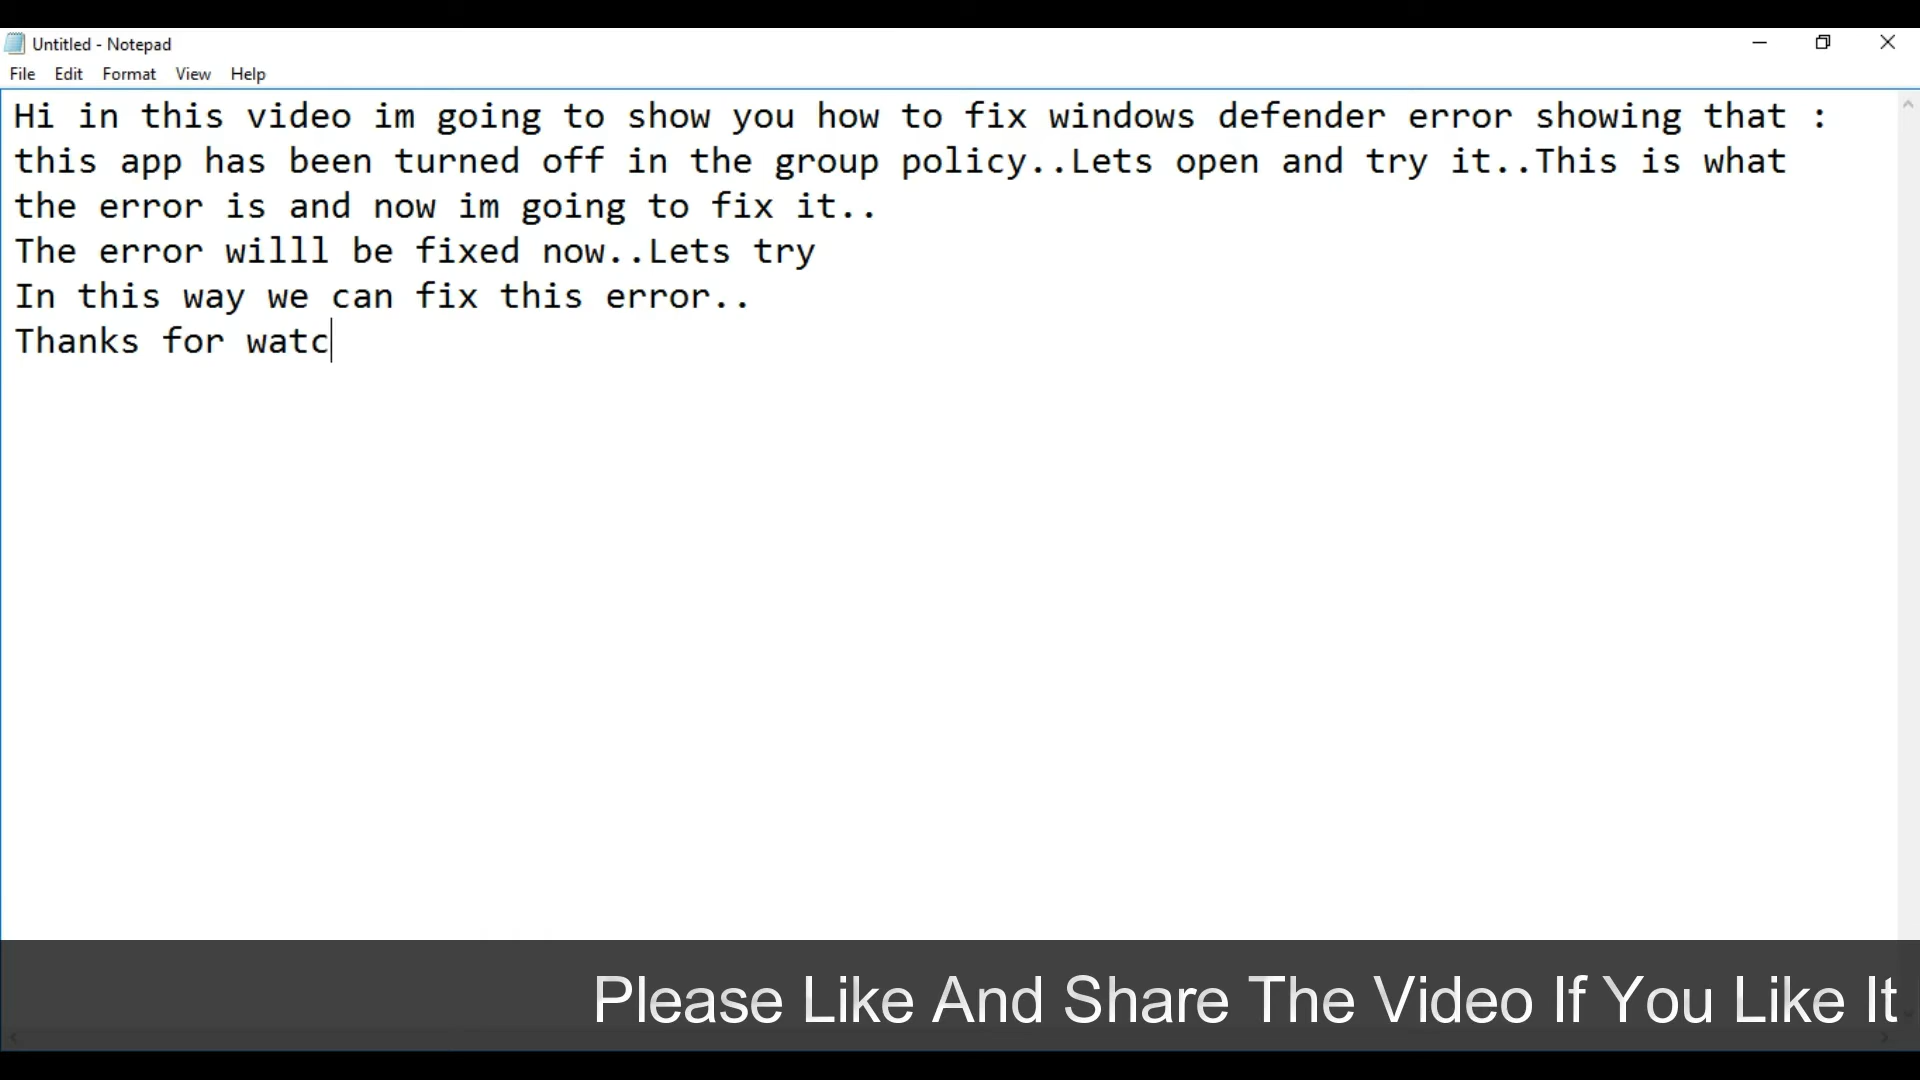 Untitled - Notepad
File Edit Format View Help
Hi in this video im going to show you how to fix windows defender error showing that :
this app has been turned off in the group policy..Lets open and try it..This is what
the error is and now im going to fix it..
The error willl be fixed now..Lets try
In this way we can fix this error..
Thanks for watc
Please Like And Share The Video If You Like It